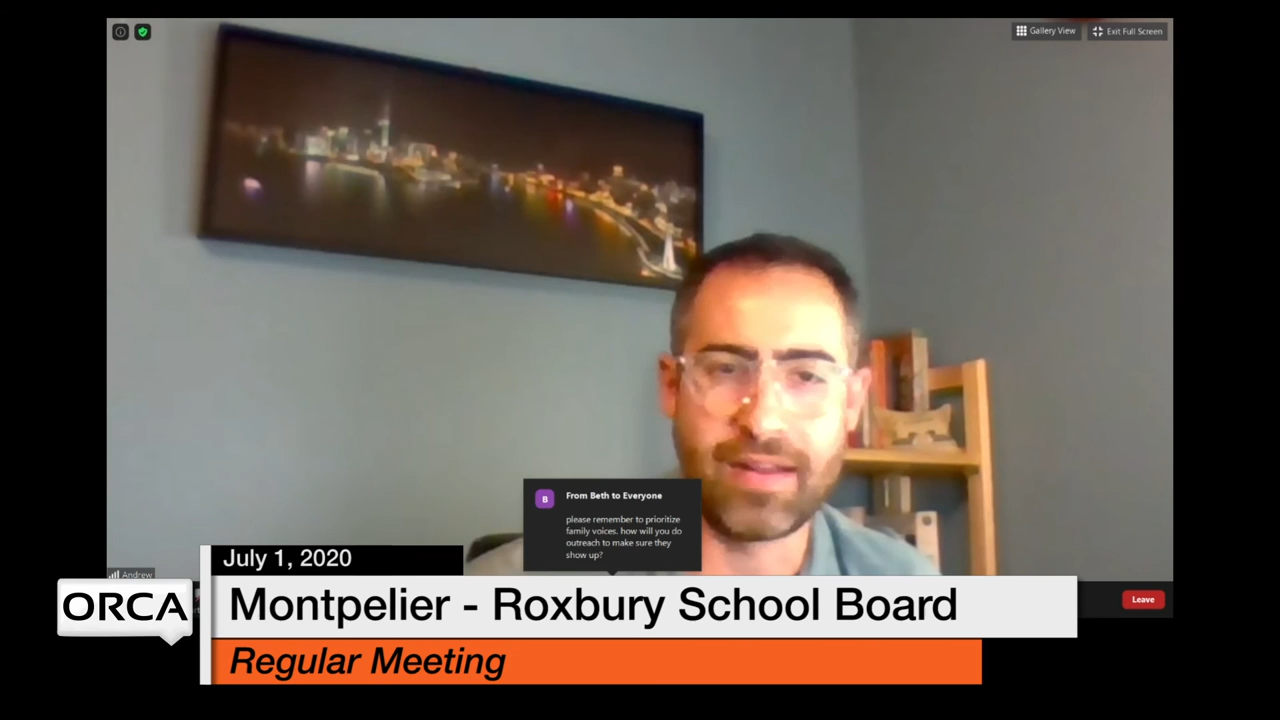 Gallery View
Exit Full Screen
B
From Beth to Everyone
please remember to prioritize
family voices. how will you do
outreach to make sure they
show up?
Andrew
July 1, 2020
ORCA
Montpelier - Roxbury School Board
Leave
Regular Meeting